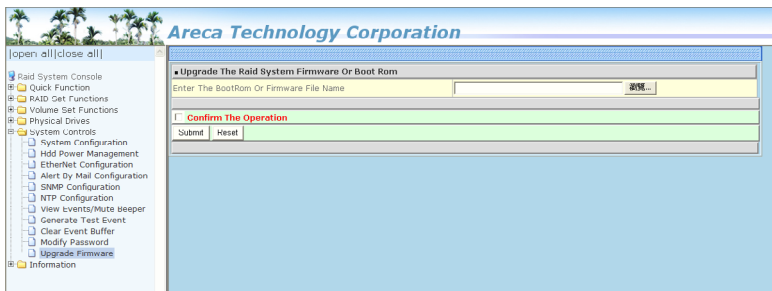 Areca Technology Corporation
|open all|close all|
Raid System Console
Quick Function
RAID Set Functions
Volume Set Functions
Physical Drives
System Controls
System Configuration
Hdd Power Management
EtherNet Configuration
Alert By Mail Configuration
SNMP Configuration
NTP Configuration
View Events/Mute Beeper
Generate Test Event
Clear Event Buffer
Modify Password
Upgrade Firmware
Information
Upgrade The Raid System Firmware Or Boot Rom
Enter The BootRom Or Firmware File Name
瀏覽...
Confirm The Operation
Submit Reset